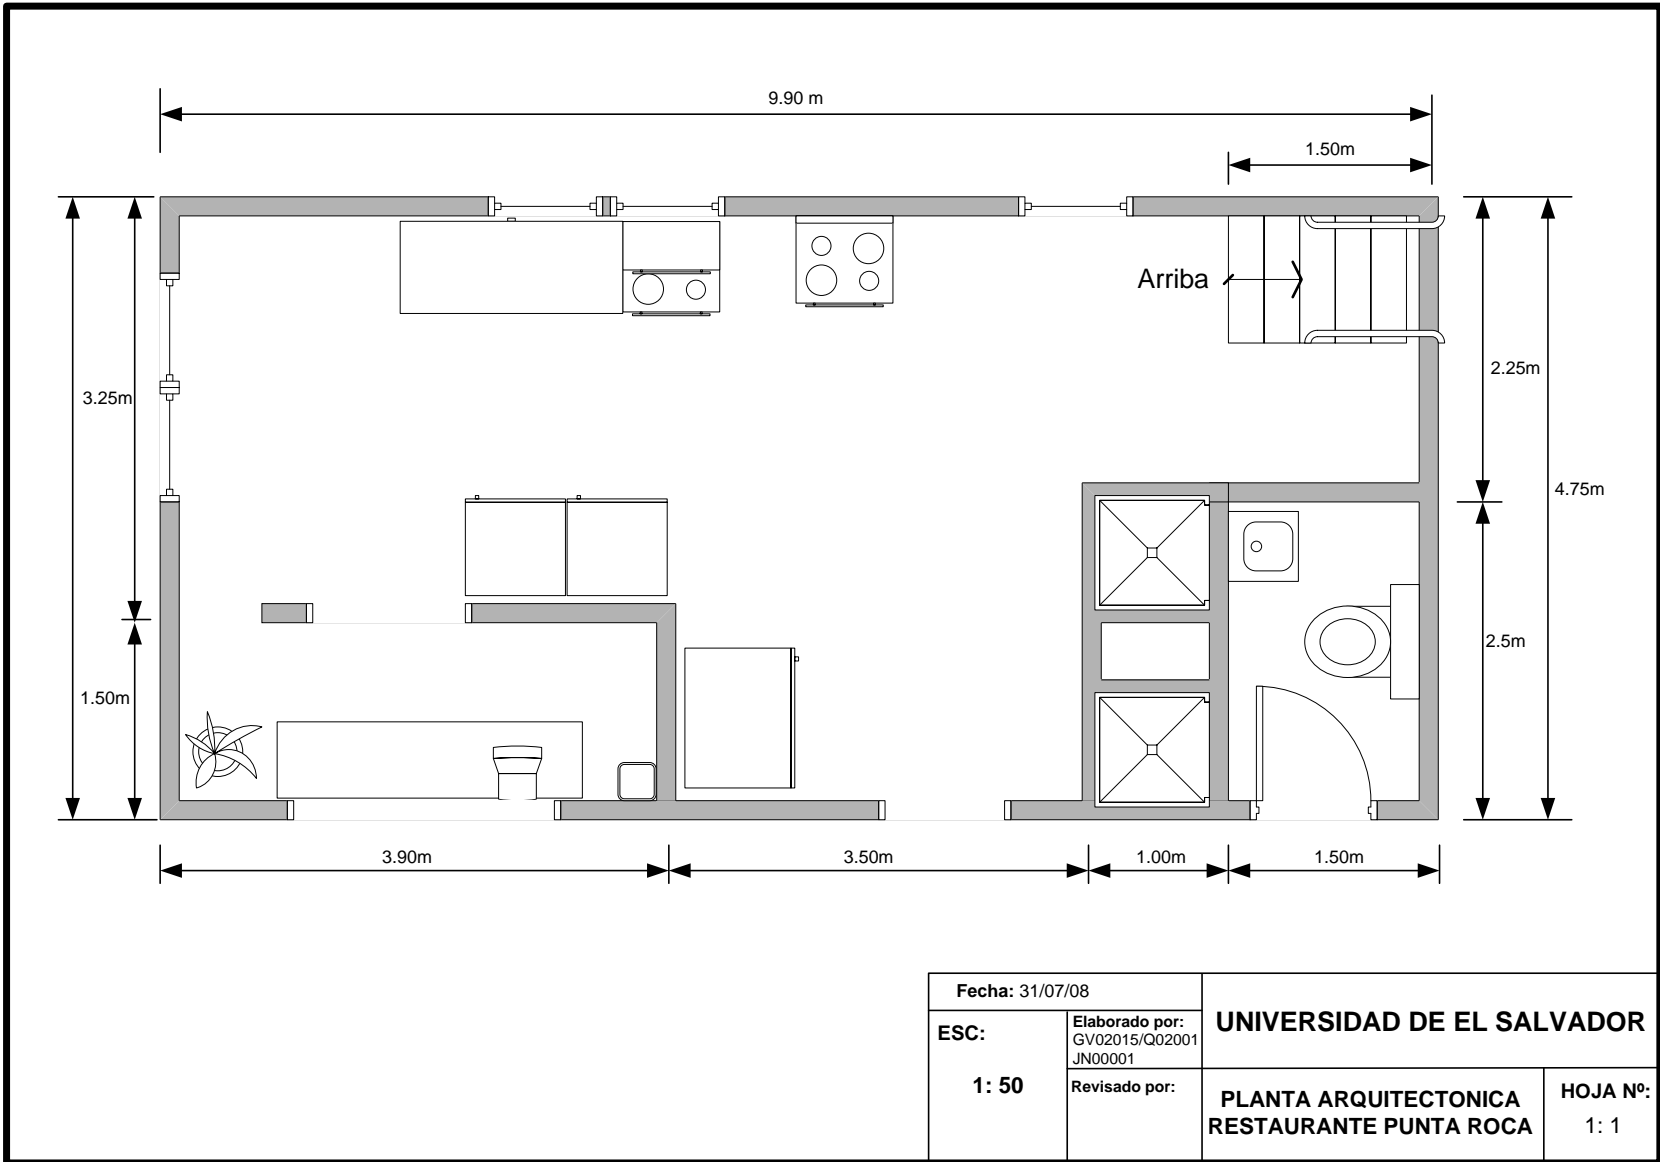 9.90 m
1.50m
Arriba
3.25m
2.25m
4.75m
1.50m
2.5m
3.90m
3.50m
1.00m
1.50m
Fecha: 31/07/08
ESC:
1: 50
Elaborado por:
GV02015/Q02001
JN00001
Revisado por:
UNIVERSIDAD DE EL SALVADOR
PLANTA ARQUITECTONICA
RESTAURANTE PUNTA ROCA
HOJA Nº:
1: 1